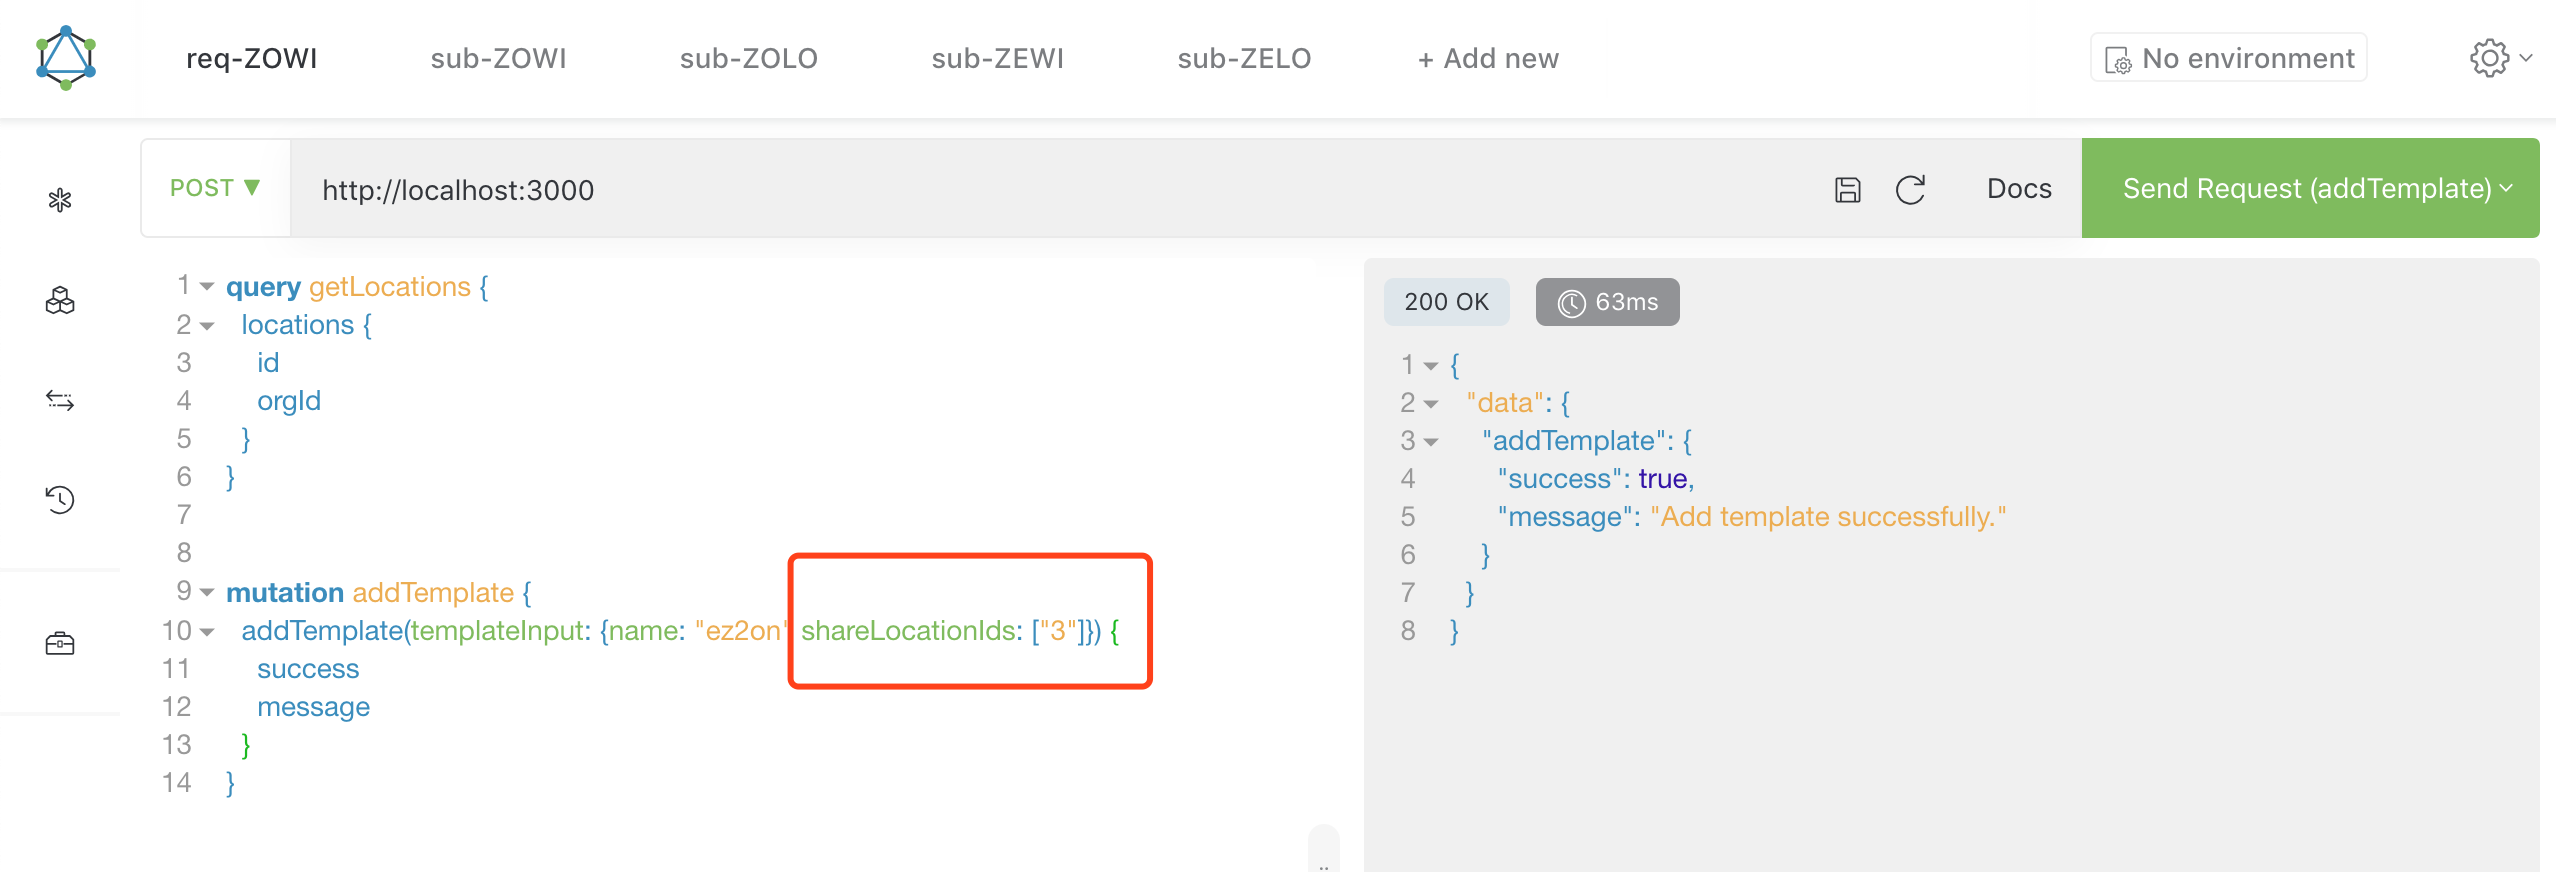 req-ZOWI sub-ZOWI sub-ZOLO sub-ZEWI sub-ZELO + Add new No environment
POST ▼ http://localhost:3000 Docs Send Request (addTemplate)
1 query getLocations {
2 locations {
3 id
4 orgId
5 }
6 }
7
8
9 mutation addTemplate {
10 addTemplate(templateInput: {name: "ez2on" shareLocationIds: ["3"]}) {
11 success
12 message
13 }
14 }
200 OK 63ms
1 {
2 "data": {
3 "addTemplate": {
4 "success": true,
5 "message": "Add template successfully."
6 }
7 }
8 }